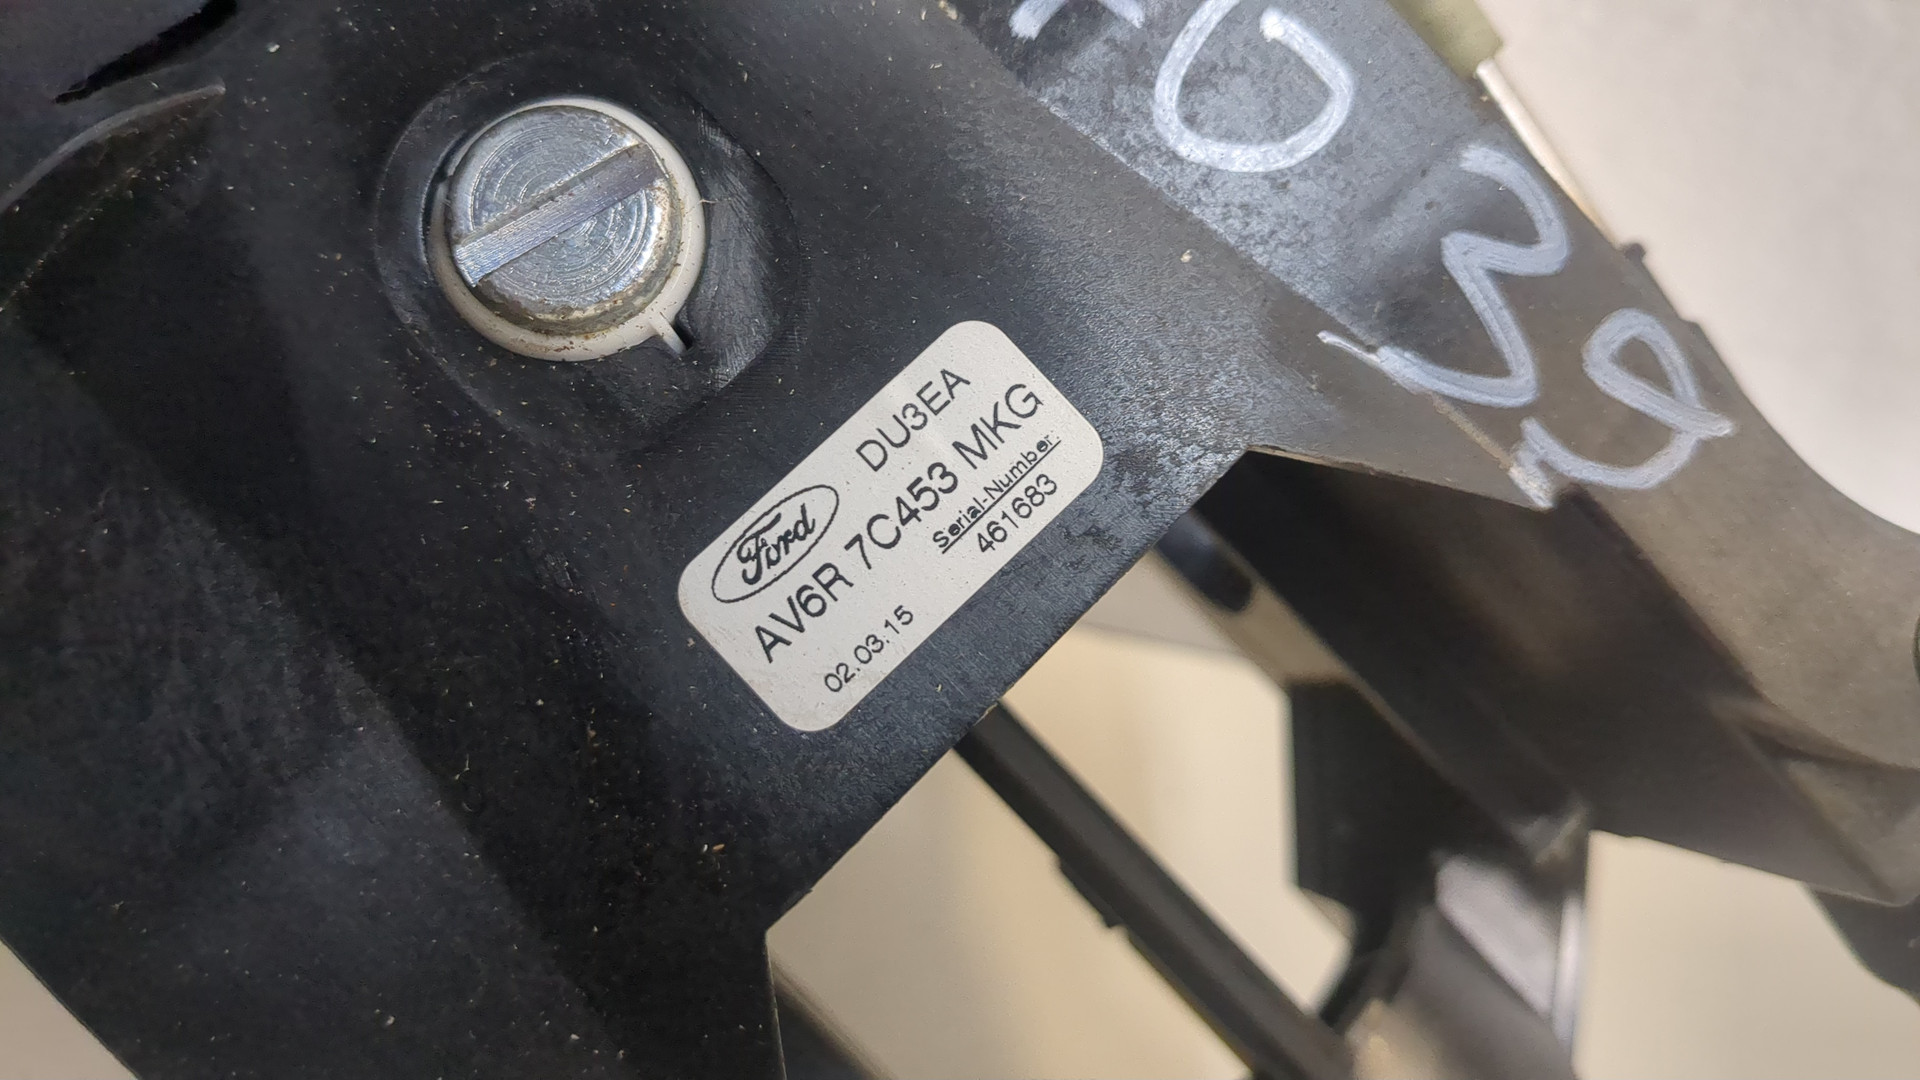 Ford
DU3EA
AV6R 7C453 MKG
Serial-Number:
461683
02.03.15